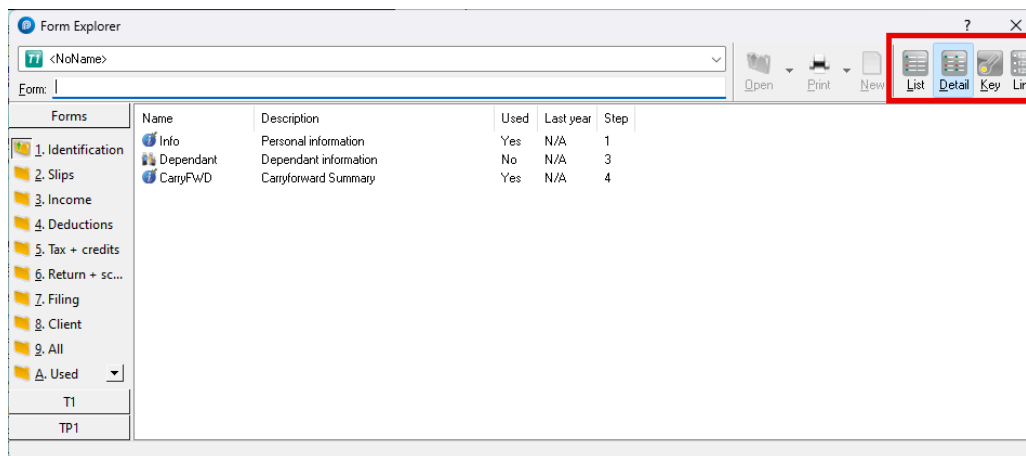 Form Explorer ?
T1 <NoName>
Form:
Open Print New List Detail Key
Forms
1. Identification
2. Slips
3. Income
4. Deductions
5. Tax + credits
6. Return + sc...
7. Filing
8. Client
9. All
A. Used
T1
TP1
Name Description Used Last year Step
Info Personal information Yes N/A 1
Dependant Dependant information No N/A 3
CarryFWD Carryforward Summary Yes N/A 4